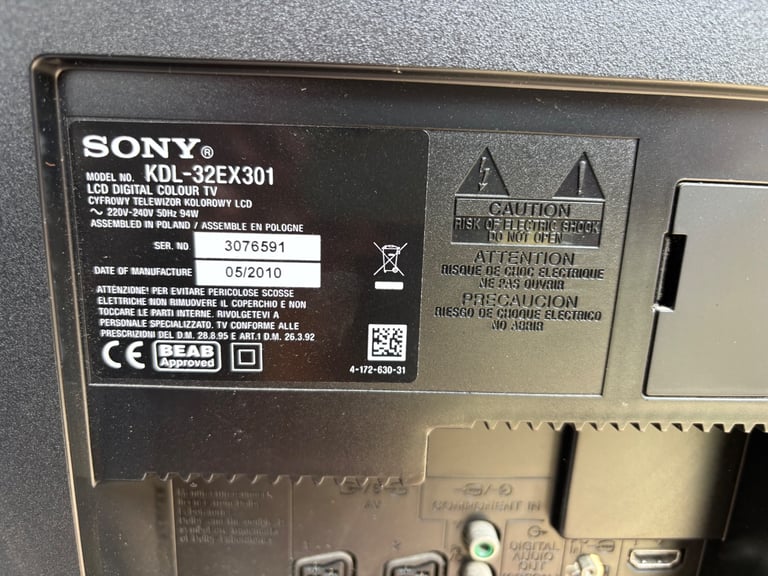 SONY®
MODEL NO. KDL-32EX301
LCD DIGITAL COLOUR TV
CYFROWY TELEWIZOR KOLOROWY LCD
~ 220V-240V 50Hz 94W
ASSEMBLED IN POLAND / ASSEMBLE EN POLOGNE
SER. NO 3076591
DATE OF MANUFACTURE 05/2010
ATTENZIONE! PER EVITARE PERICOLOSE SCOSSE
ELETTRICHE NON RIMUOVERE IL COPERCHIO E NON
TOCCARE LE PARTI INTERNE. RIVOLGETEVI A
PERSONALE SPECIALIZZATO. TV CONFORME ALLE
PRESCRIZIONI DEL D.M. 28.8.95 E ART.1 D.M. 26.3.92
CE BEAB
Approved
4-172-630-31
CAUTION
RISK OF ELECTRIC SHOCK
DO NOT OPEN
ATTENTION
RISQUE DE CHOC ELECTRIQUE
NE PAS OUVRIR
PRECAUCION
RIESGO DE CHOQUE ELECTRICO
NO ABRIR
AV
COMPONENT IN
2
Y
DIGITAL
AUDIO
OUT